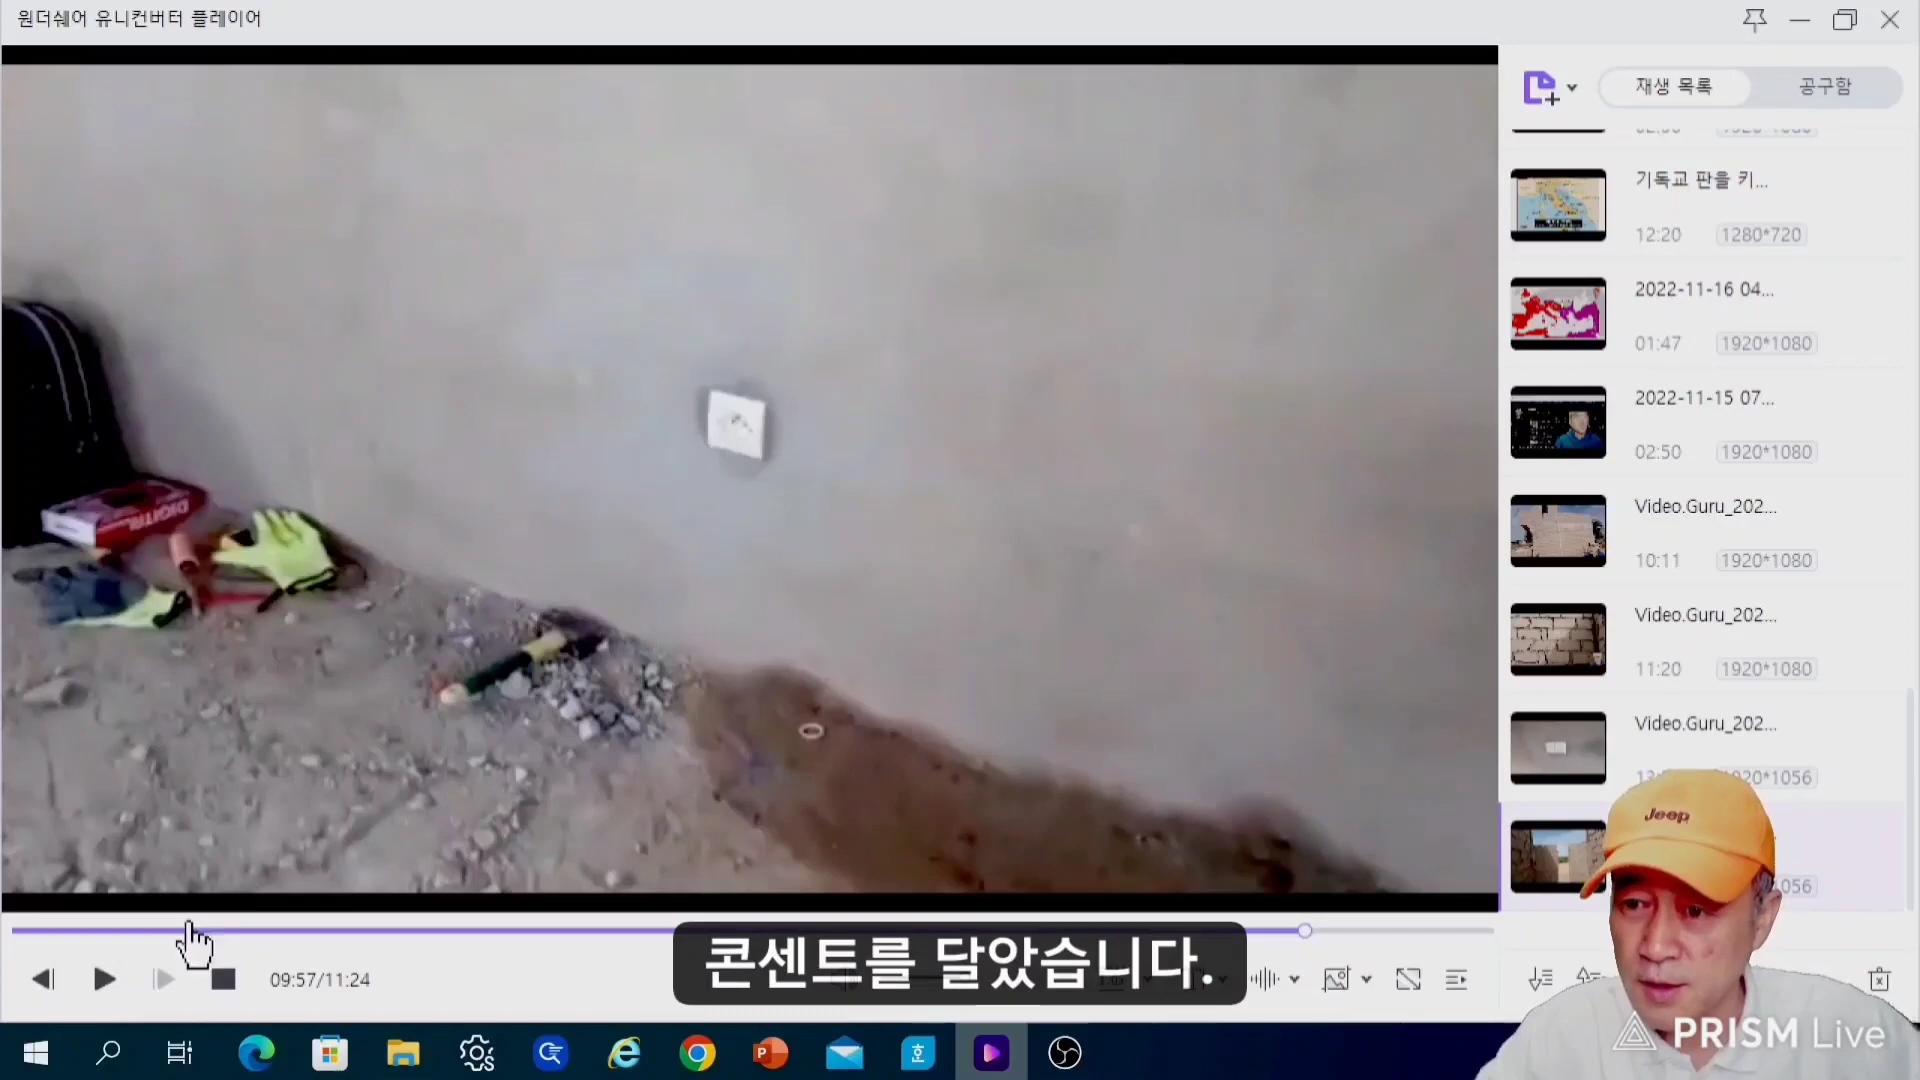 원더쉐어 유니컨버터 플레이어
재생 목록
공구함
기독교 판을 키...
12:20 1280*720
2022-11-16 04...
01:47 1920*1080
2022-11-15 07...
02:50 1920*1080
Video.Guru_202...
10:11 1920*1080
Video.Guru_202...
11:20 1920*1080
Video.Guru_202...
Jeep
DIGITAL
09:57/11:24
콘센트를 달았습니다.
PRISM Live